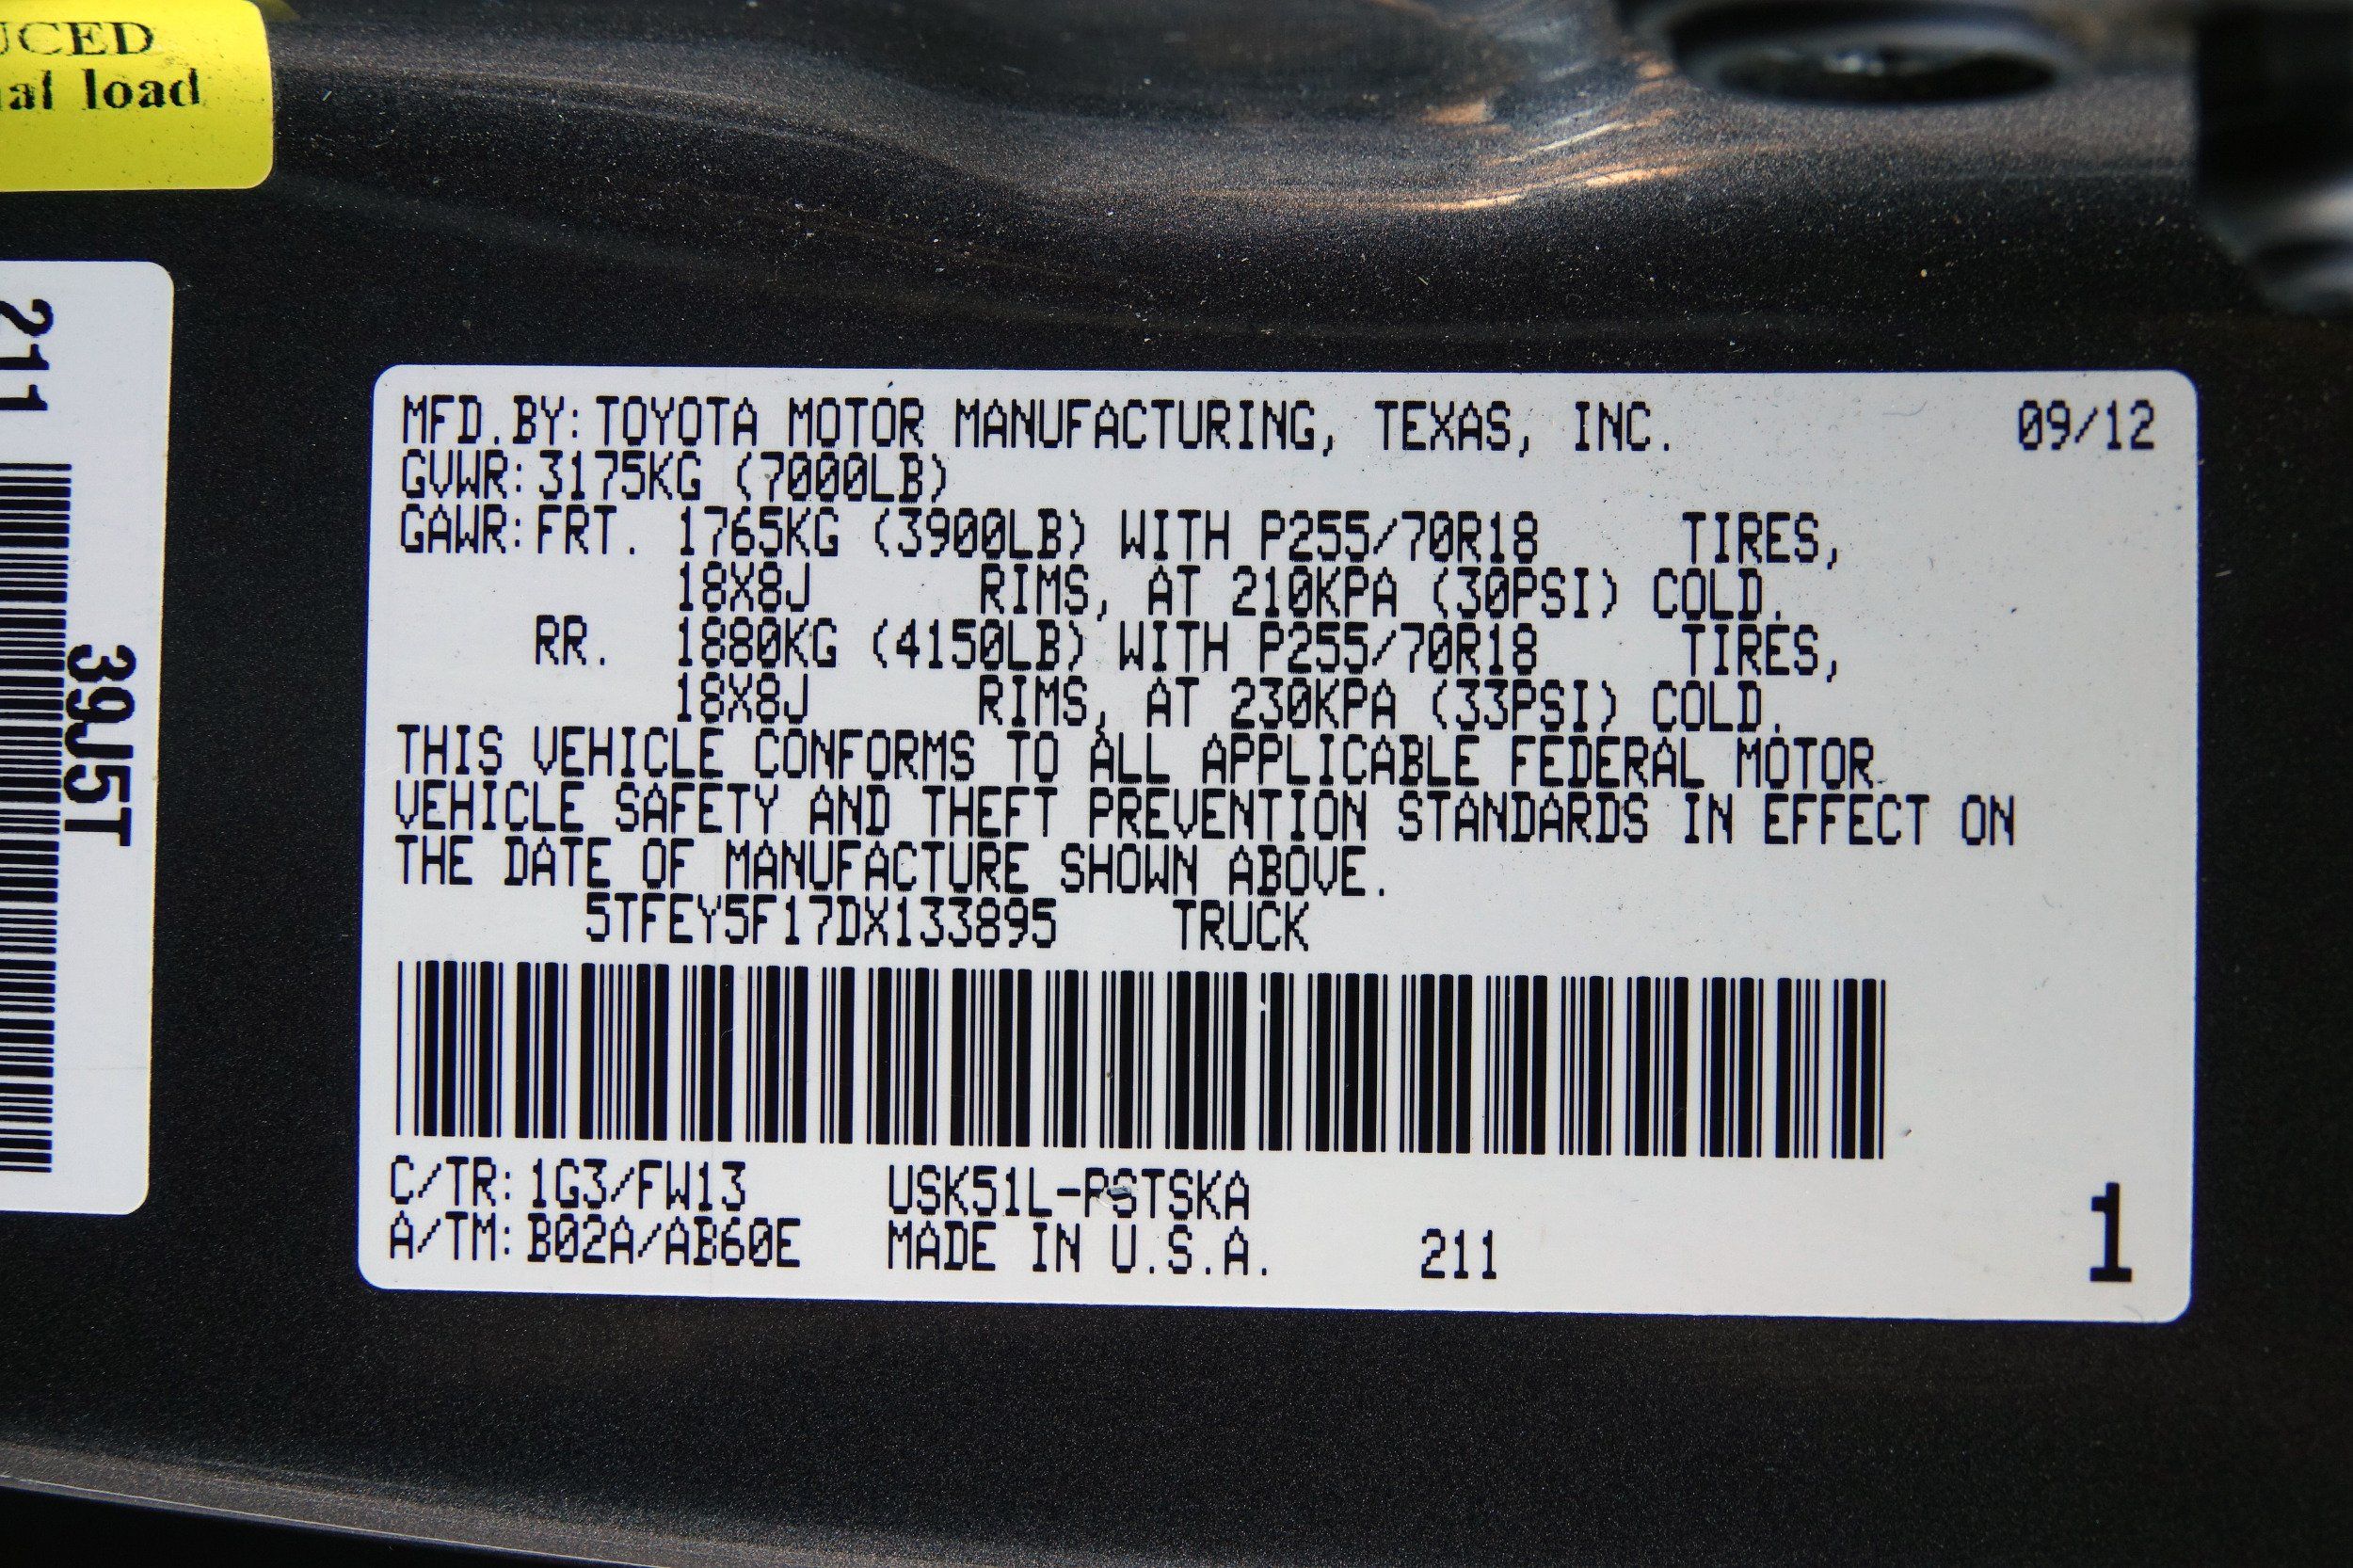 UCED
al load
211
39J5T
MFD.BY:TOYOTA MOTOR MANUFACTURING, TEXAS, INC. 09/12
GVWR:3175KG (7000LB)
GAWR:FRT. 1765KG (3900LB) WITH P255/70R18 TIRES,
18X8J RIMS, AT 210KPA (30PSI) COLD.
RR. 1880KG (4150LB) WITH P255/70R18 TIRES,
18X8J RIMS, AT 230KPA (33PSI) COLD.
THIS VEHICLE CONFORMS TO ALL APPLICABLE FEDERAL MOTOR
VEHICLE SAFETY AND THEFT PREVENTION STANDARDS IN EFFECT ON
THE DATE OF MANUFACTURE SHOWN ABOVE.
5TFEY5F17DX133895 TRUCK
C/TR:1G3/FW13 USK51L-PSTSKA
A/TM:B02A/AB60E MADE IN U.S.A. 211 1